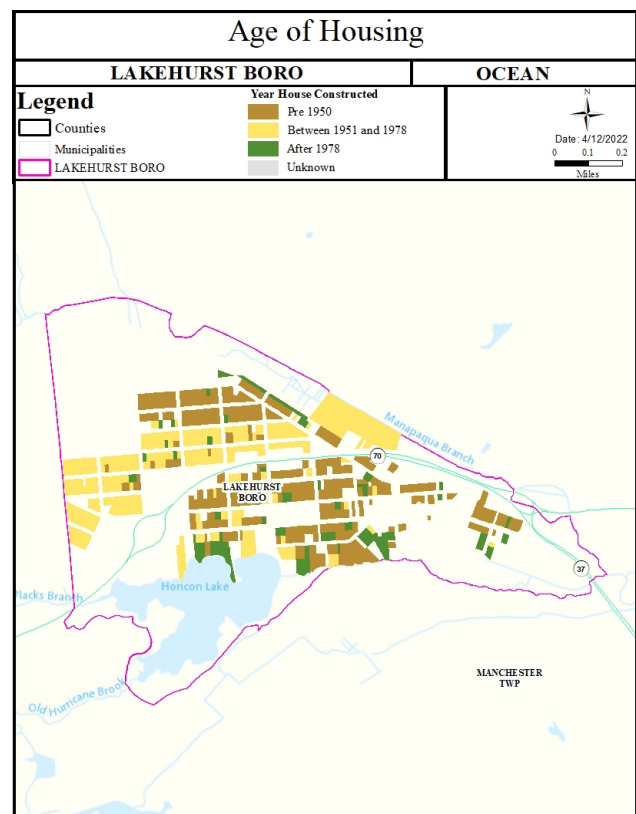 Age of Housing
LAKEHURST BORO
OCEAN
Legend
Counties
Municipalities
LAKEHURST BORO
Year House Constructed
Pre 1950
Between 1951 and 1978
After 1978
Unknown
N
Date: 4/12/2022
0 0.1 0.2
Miles
Manapaqua Branch
70
LAKEHURST
BORO
37
Horicon Lake
Branch
Old Hurricane Brook
MANCHESTER
TWP